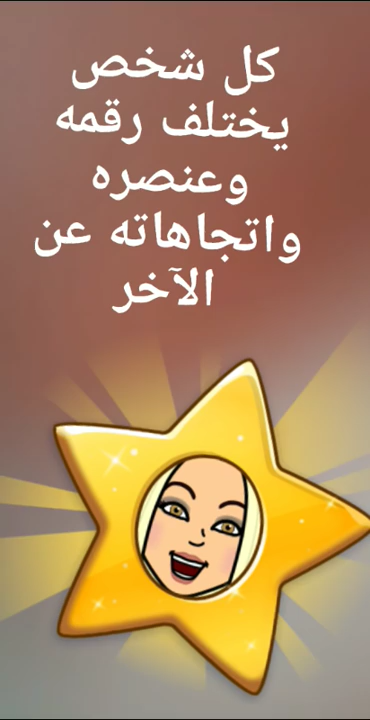 كل شخص
يختلف رقمه
وعنصره
واتجاهاته عن
الآخر